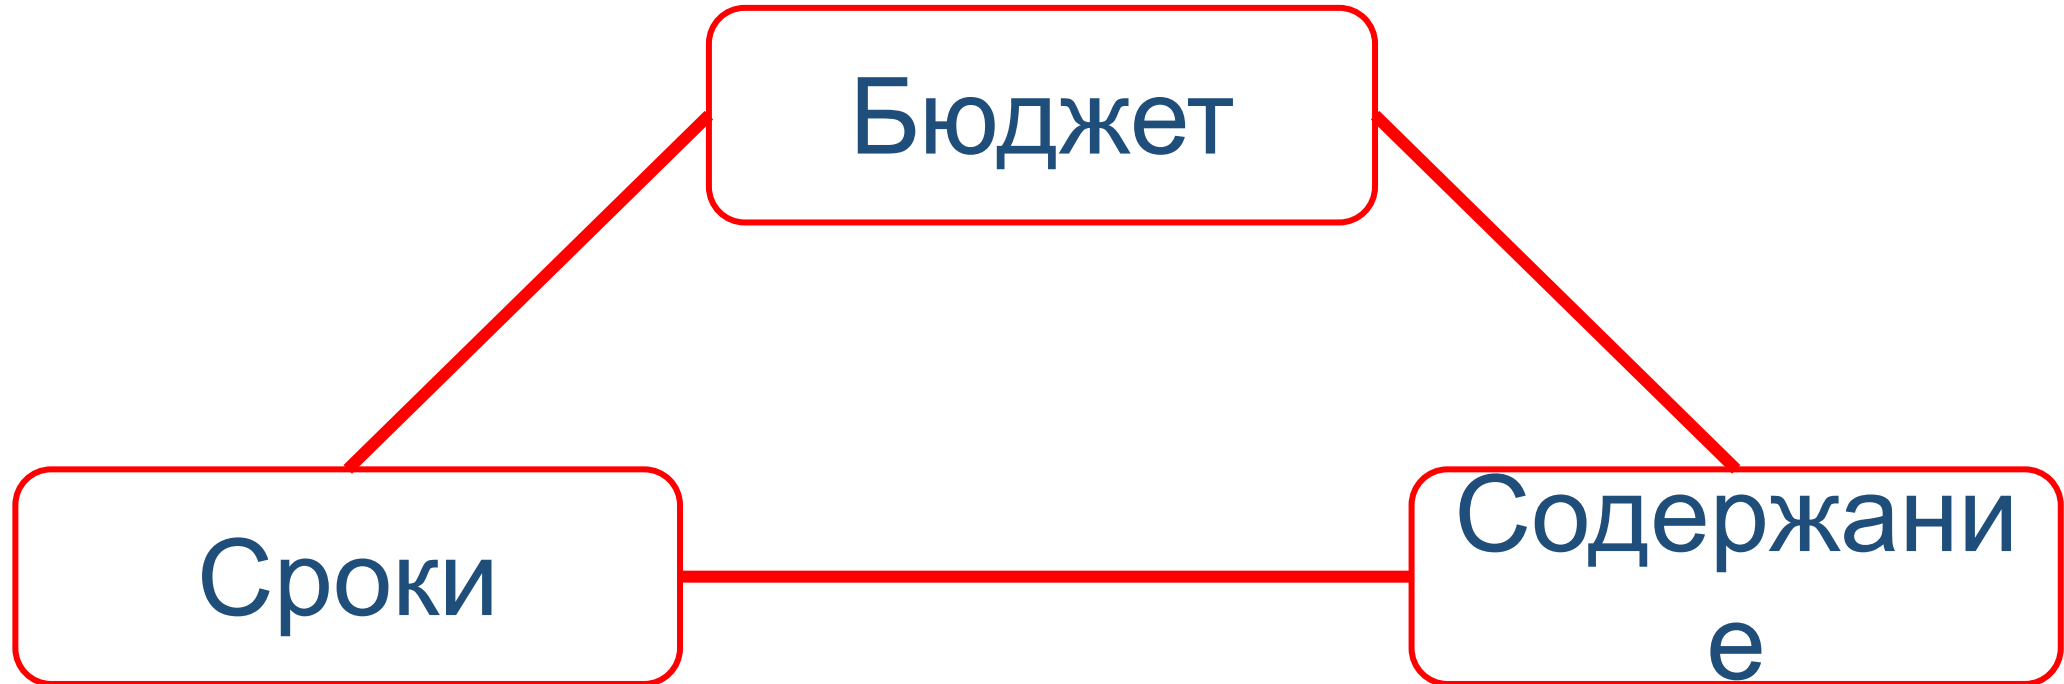 Бюджет
Сроки
Содержани
е